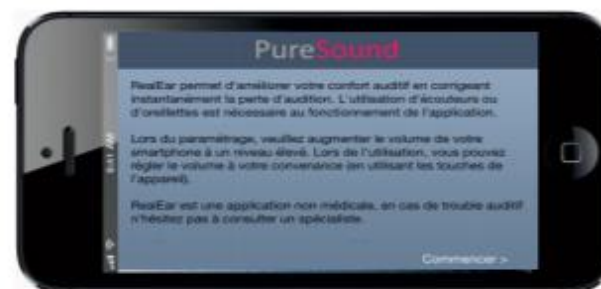 PureSound
RealEar permet d'améliorer votre confort auditif en corrigeant
instantanément la perte d'audition. L'utilisation d'écouteurs ou
d'oreillettes est nécessaire au fonctionnement de l'application.
Lors du paramétrage, veuillez augmenter le volume de votre
smartphone à un niveau élevé. Lors de l'utilisation, vous pouvez
régler le volume à votre convenance (en utilisant les touches de
l'appareil).
RealEar est une application non médicale, en cas de trouble auditif
n'hésitez pas à consulter un spécialiste.
Commencer >
9:41 AM